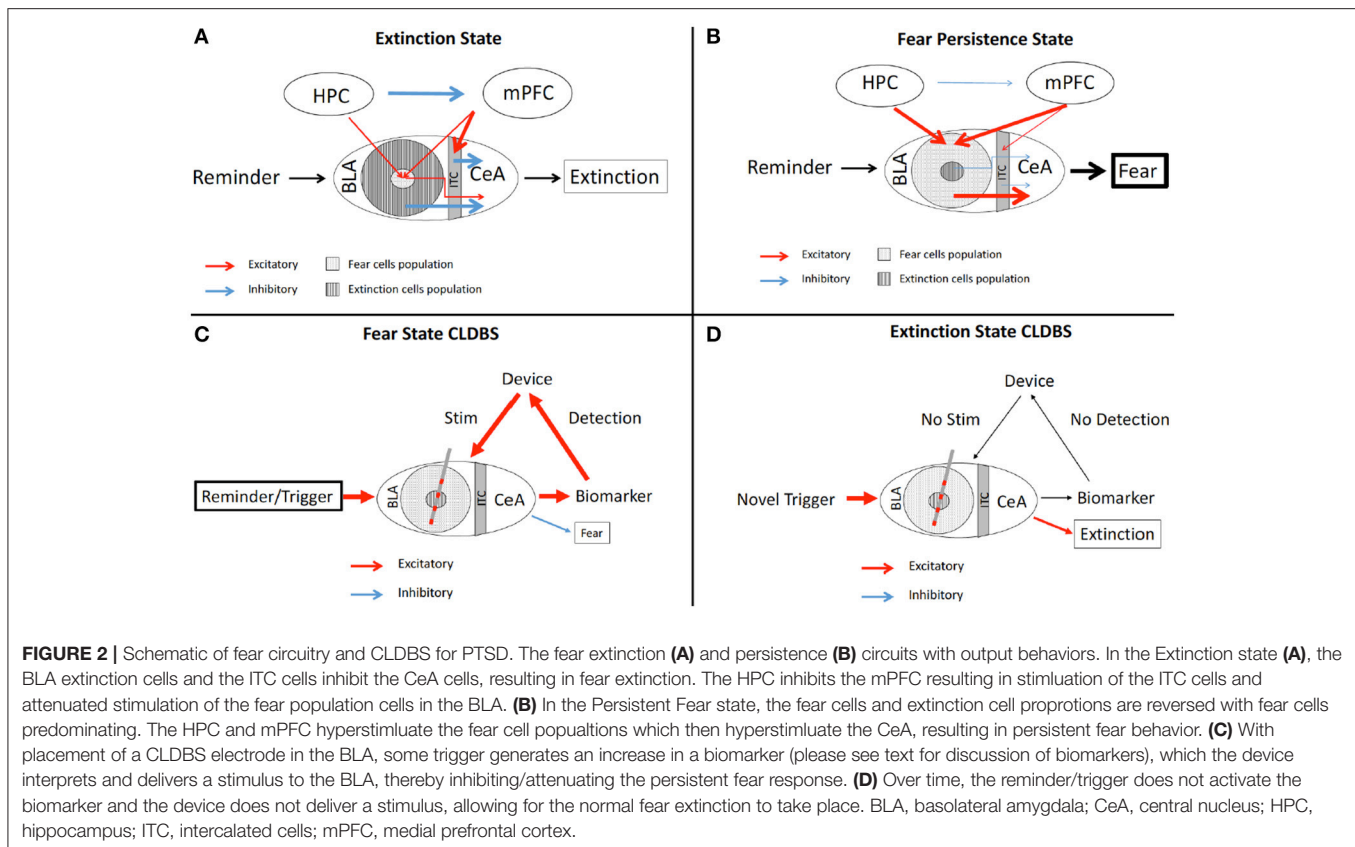 A
Extinction State
HPC
mPFC
Reminder
BLA
ITC
CeA
Extinction
Excitatory
Fear cells population
Inhibitory
Extinction cells population
B
Fear Persistence State
HPC
mPFC
Reminder
BLA
ITC
CeA
Fear
Excitatory
Fear cells population
Inhibitory
Extinction cells population
C
Fear State CLDBS
Device
Stim
Detection
Reminder/Trigger
BLA
ITC
CeA
Biomarker
Fear
Excitatory
Inhibitory
D
Extinction State CLDBS
Device
No Stim
No Detection
Novel Trigger
BLA
ITC
CeA
Biomarker
Extinction
Excitatory
Inhibitory
FIGURE 2 | Schematic of fear circuitry and CLDBS for PTSD. The fear extinction (A) and persistence (B) circuits with output behaviors. In the Extinction state (A), the
BLA extinction cells and the ITC cells inhibit the CeA cells, resulting in fear extinction. The HPC inhibits the mPFC resulting in stimluation of the ITC cells and
attenuated stimulation of the fear population cells in the BLA. (B) In the Persistent Fear state, the fear cells and extinction cell proprotions are reversed with fear cells
predominating. The HPC and mPFC hyperstimluate the fear cell popualtions which then hyperstimluate the CeA, resulting in persistent fear behavior. (C) With
placement of a CLDBS electrode in the BLA, some trigger generates an increase in a biomarker (please see text for discussion of biomarkers), which the device
interprets and delivers a stimulus to the BLA, thereby inhibiting/attenuating the persistent fear response. (D) Over time, the reminder/trigger does not activate the
biomarker and the device does not deliver a stimulus, allowing for the normal fear extinction to take place. BLA, basolateral amygdala; CeA, central nucleus; HPC,
hippocampus; ITC, intercalated cells; mPFC, medial prefrontal cortex.